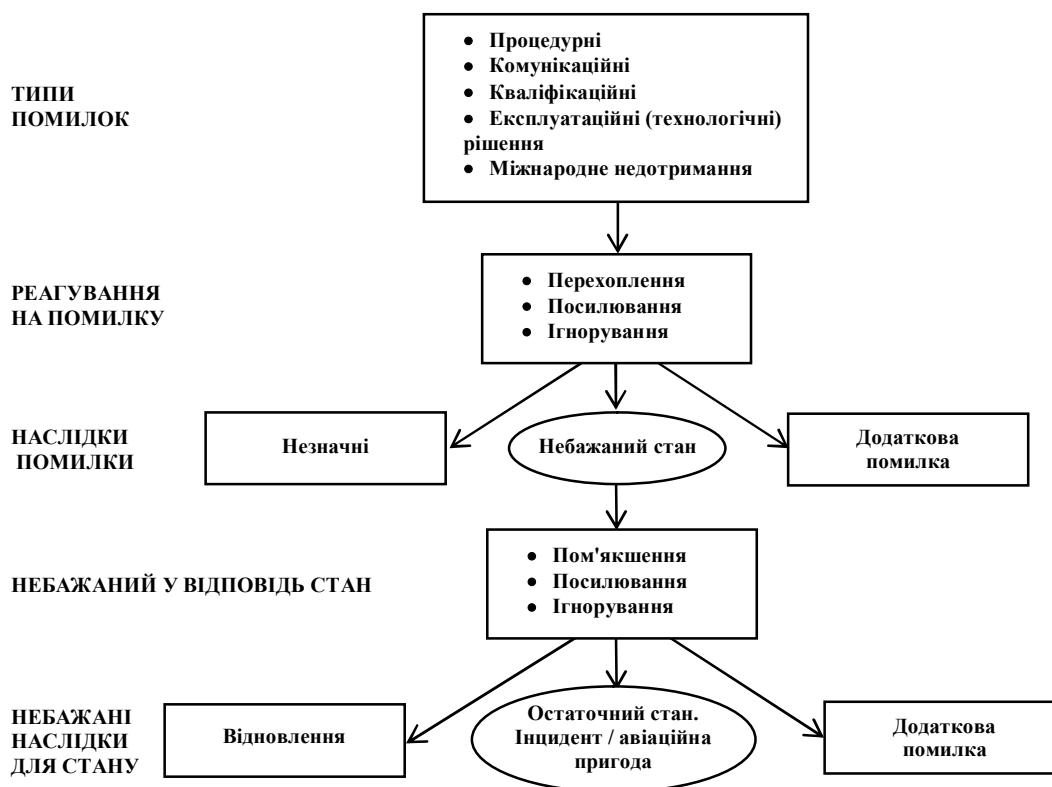 ТИПИ
ПОМИЛОК
• Процедурні
• Комунікаційні
• Кваліфікаційні
• Експлуатаційні (технологічні)
рішення
• Міжнародне недотримання
РЕАГУВАННЯ
НА ПОМИЛКУ
• Перехоплення
• Посилювання
• Ігнорування
НАСЛІДКИ
ПОМИЛКИ
Незначні
Небажаний стан
Додаткова
помилка
НЕБАЖАНИЙ У ВІДПОВІДЬ СТАН
• Пом'якшення
• Посилювання
• Ігнорування
НЕБАЖАНІ
НАСЛІДКИ
ДЛЯ СТАНУ
Відновлення
Остаточний стан.
Інцидент / авіаційна
пригода
Додаткова
помилка